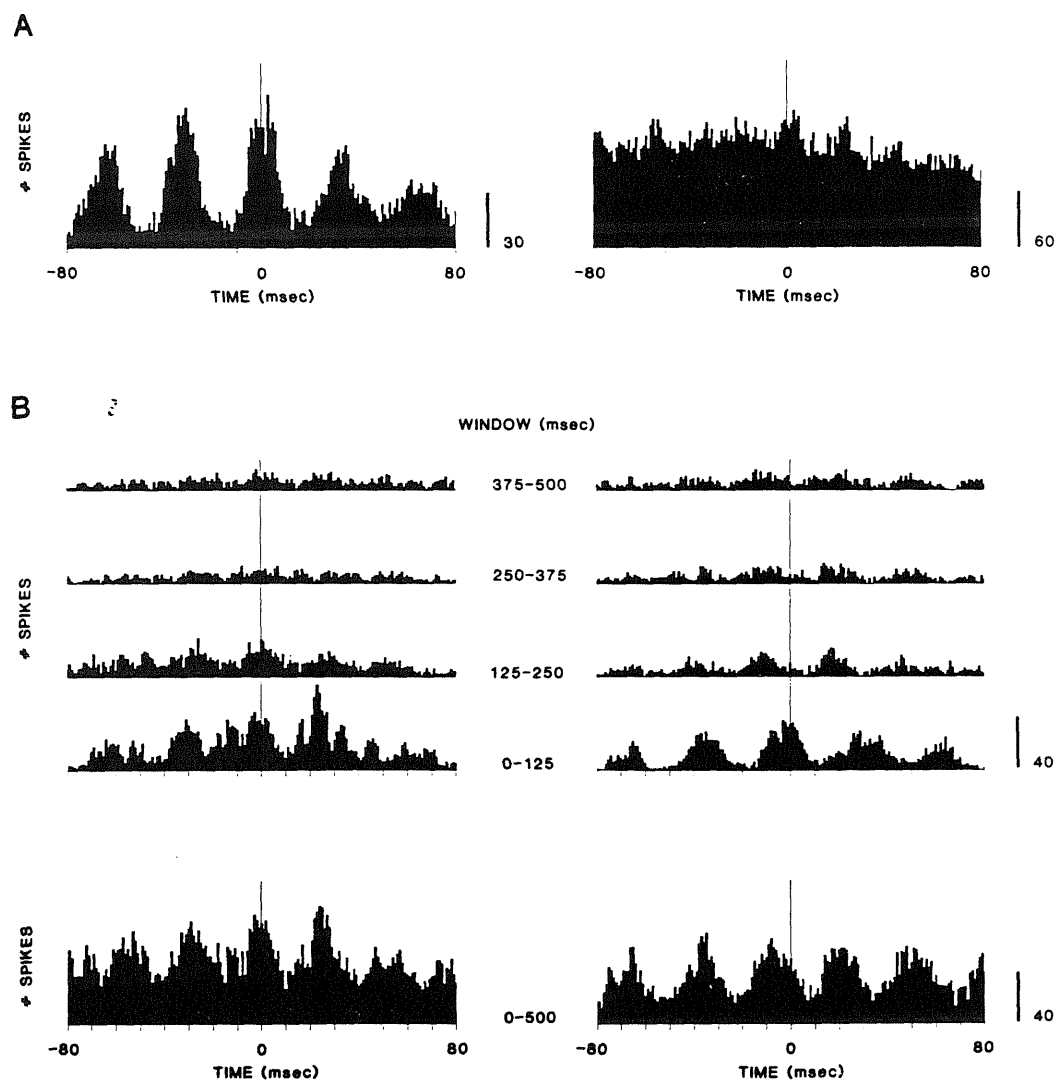 A
# SPIKES
30
60
-80 0 80
-80 0 80
TIME (msec)
TIME (msec)
B
WINDOW (msec)
375-500
250-375
# SPIKES
125-250
0-125
40
# SPIKES
0-500
40
-80 0 80
-80 0 80
TIME (msec)
TIME (msec)